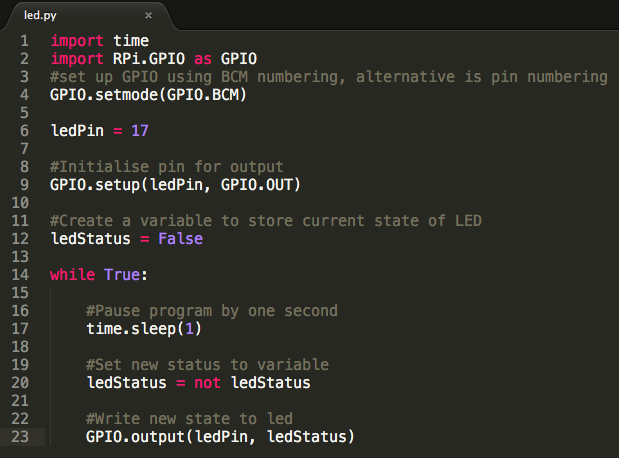 led.py ×
1 import time
2 import RPi.GPIO as GPIO
3 #set up GPIO using BCM numbering, alternative is pin numbering
4 GPIO.setmode(GPIO.BCM)
5
6 ledPin = 17
7
8 #Initialise pin for output
9 GPIO.setup(ledPin, GPIO.OUT)
10
11 #Create a variable to store current state of LED
12 ledStatus = False
13
14 while True:
15
16     #Pause program by one second
17     time.sleep(1)
18
19     #Set new status to variable
20     ledStatus = not ledStatus
21
22     #Write new state to led
23     GPIO.output(ledPin, ledStatus)